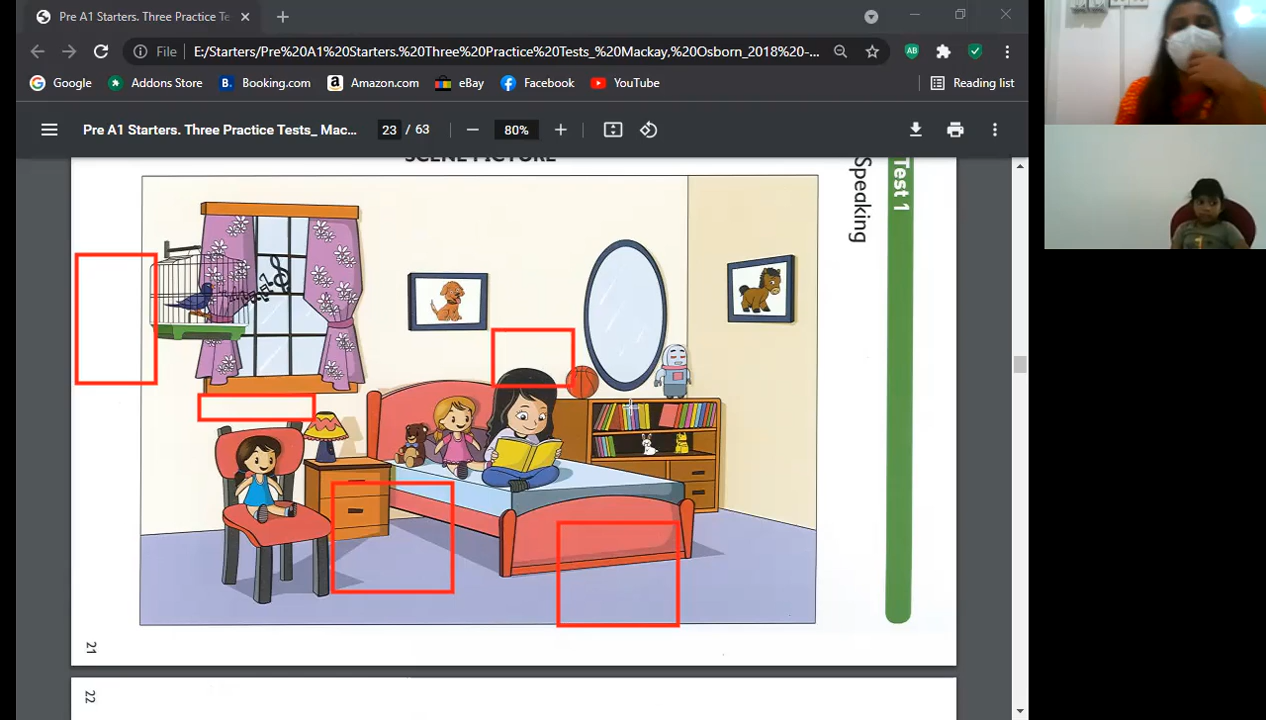 Pre A1 Starters. Three Practice Te
File E:/Starters/Pre%20A1%20Starters.%20Three%20Practice%20Tests_%20Mackay,%20Osborn_2018%20-...
AB
Google Addons Store B. Booking.com a Amazon.com eBay Facebook YouTube Reading list
Pre A1 Starters. Three Practice Tests_ Mac... 23 / 63 80%
SCENE PICTURE
Test 1
Speaking
21
22